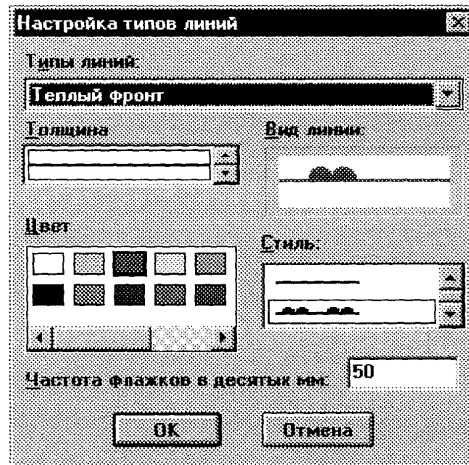 Настройка типов линий
Типы линий:
Теплый фронт
Толщина
Вид линии:
Цвет
Стиль:
Частота флажков в десятых мм:
50
OK
Отмена